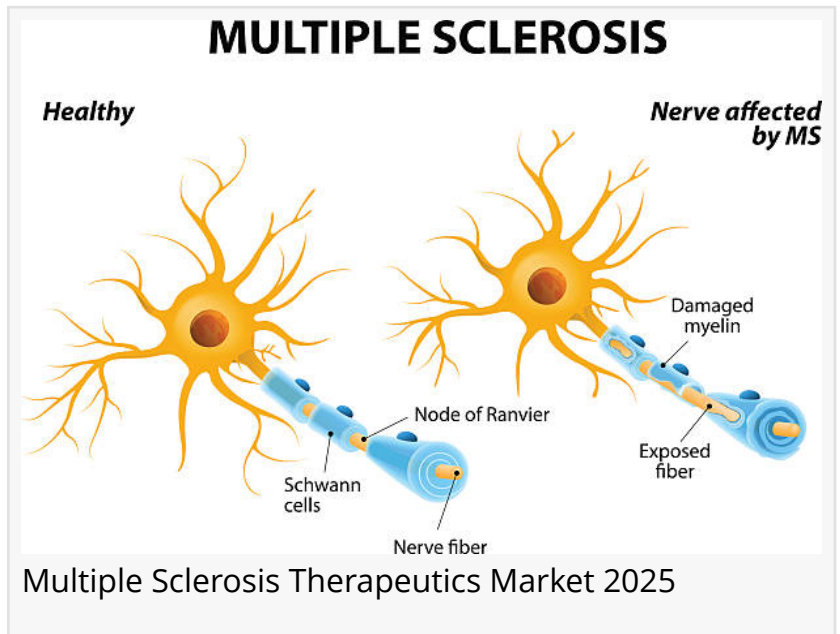 MULTIPLE SCLEROSIS
Healthy
Nerve affected
by MS
Damaged
myelin
Node of Ranvier
Exposed
fiber
Schwann
cells
Nerve fiber
Multiple Sclerosis Therapeutics Market 2025